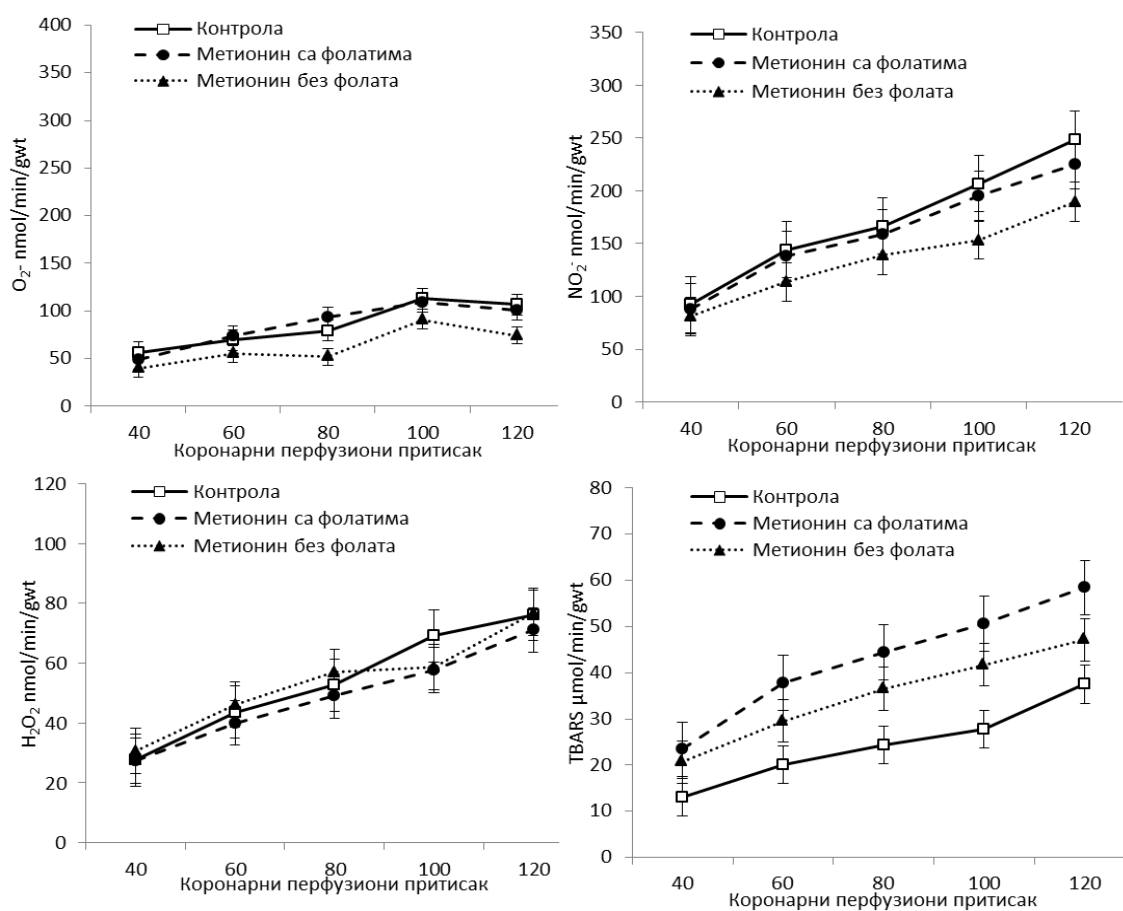 O₂- nmol/min/gwt
400
350
300
250
200
150
100
50
0
Контрола
Метионин са фолатима
Метионин без фолата
40 60 80 100 120
Коронарни перфузиони притисак
NO₂⁻ nmol/min/gwt
350
300
250
200
150
100
50
0
Контрола
Метионин са фолатима
Метионин без фолата
40 60 80 100 120
Коронарни перфузиони притисак
H₂O₂ nmol/min/gwt
120
100
80
60
40
20
0
Контрола
Метионин са фолатима
Метионин без фолата
40 60 80 100 120
Коронарни перфузиони притисак
TBARS µmol/min/gwt
80
70
60
50
40
30
20
10
0
Контрола
Метионин са фолатима
Метионин без фолата
40 60 80 100 120
Коронарни перфузиони притисак